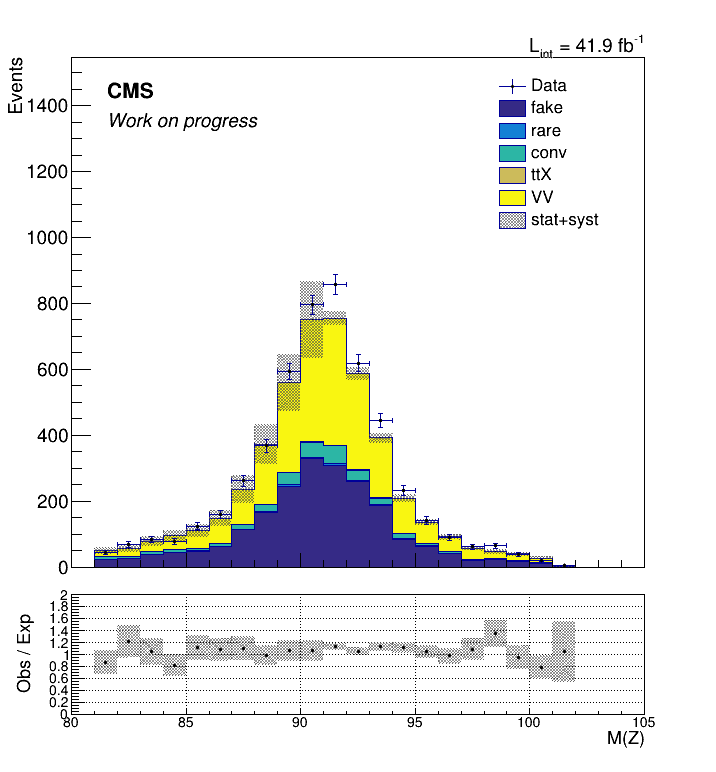 L_int = 41.9 fb^-1
Events
CMS
Work on progress
Data
fake
rare
conv
ttX
VV
stat+syst
1400
1200
1000
800
600
400
200
0
Obs / Exp
2
1.8
1.6
1.4
1.2
1
0.8
0.6
0.4
0.2
0
80 85 90 95 100 105
M(Z)